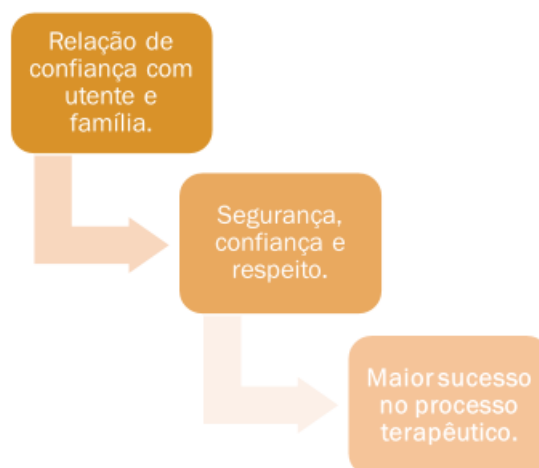 Relação de
confiança com
utente e
família.
Segurança,
confiança e
respeito.
Maior sucesso
no processo
terapêutico.